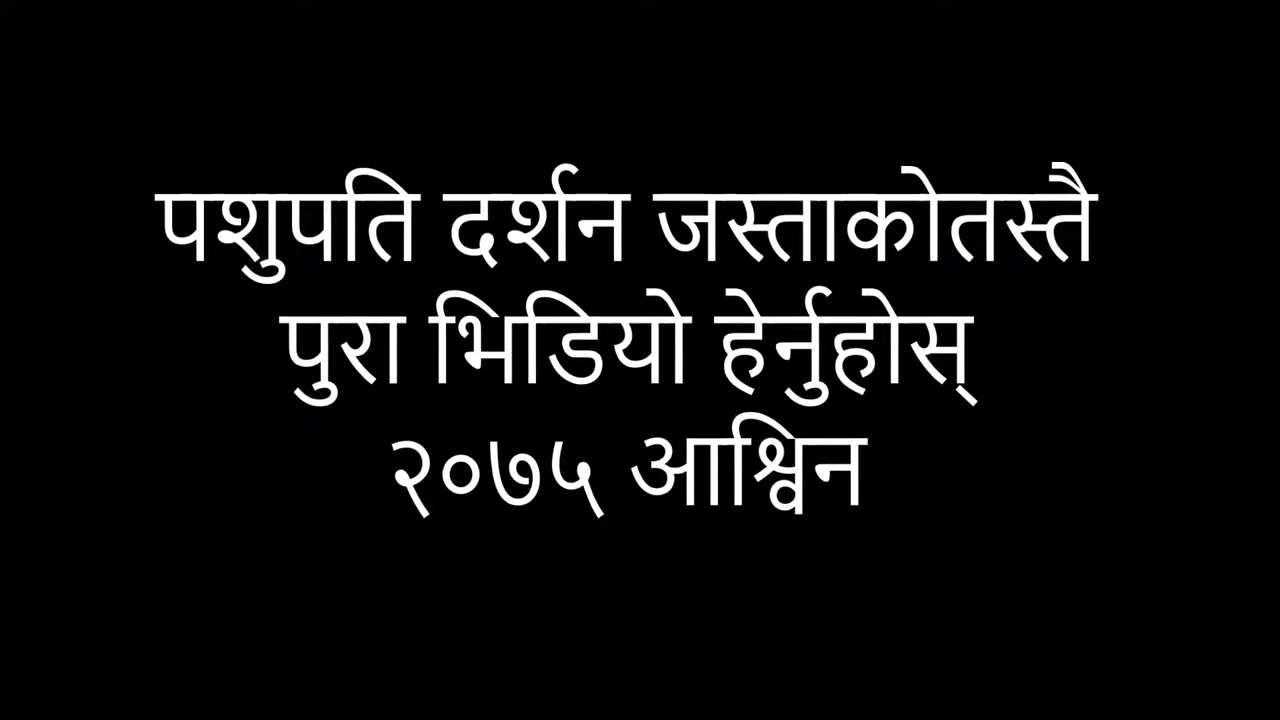 पशुपति दर्शन जस्ताकोतस्तै
पुरा भिडियो हेर्नुहोस्
२०७५ आश्विन